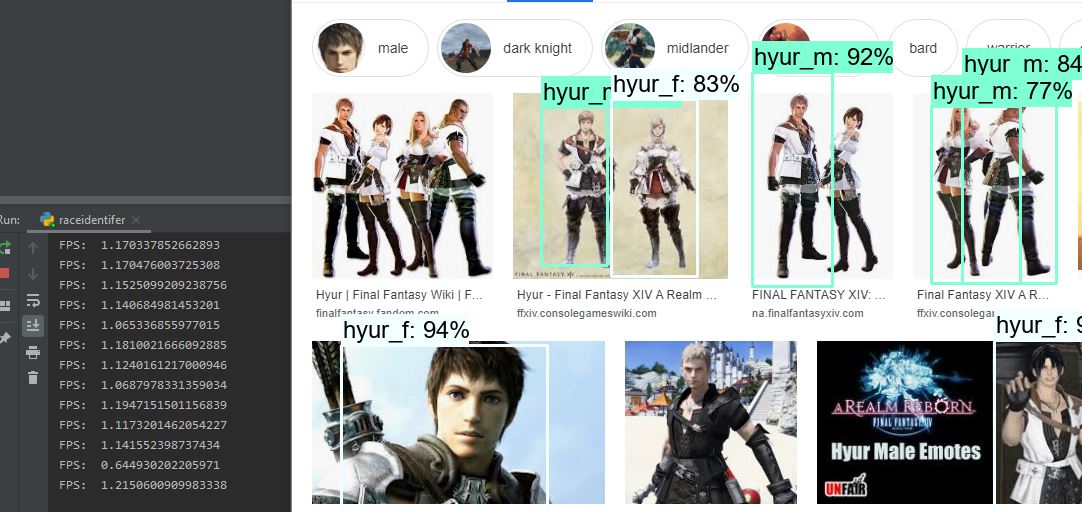 male
dark knight
midlander
bard
warrior
hyur_m: 92%
hyur_m: 84
hyur_m: 77%
hyur_f: 83%
FINAL FANTASY XIV
Hyur | Final Fantasy Wiki | F...
finalfantasy.fandom.com
Hyur - Final Fantasy XIV A Realm ...
ffxiv.consolegameswiki.com
FINAL FANTASY XIV: ...
na.finalfantasyxiv.com
Final Fantasy XIV A R...
ffxiv.consolegar
hyur_f: 94%
hyur_f: 9
A REALM REBORN
FINAL FANTASY XIV
Hyur Male Emotes
UNFAIR
Run:
raceidentifer
FPS: 1.170337852662893
FPS: 1.170476003725308
FPS: 1.1525099209238756
FPS: 1.140684981453201
FPS: 1.065336855977015
FPS: 1.1810021666092885
FPS: 1.1240161217000946
FPS: 1.0687978331359034
FPS: 1.1947151501156839
FPS: 1.1173201462054227
FPS: 1.141552398737434
FPS: 0.644930202205971
FPS: 1.2150600909983338